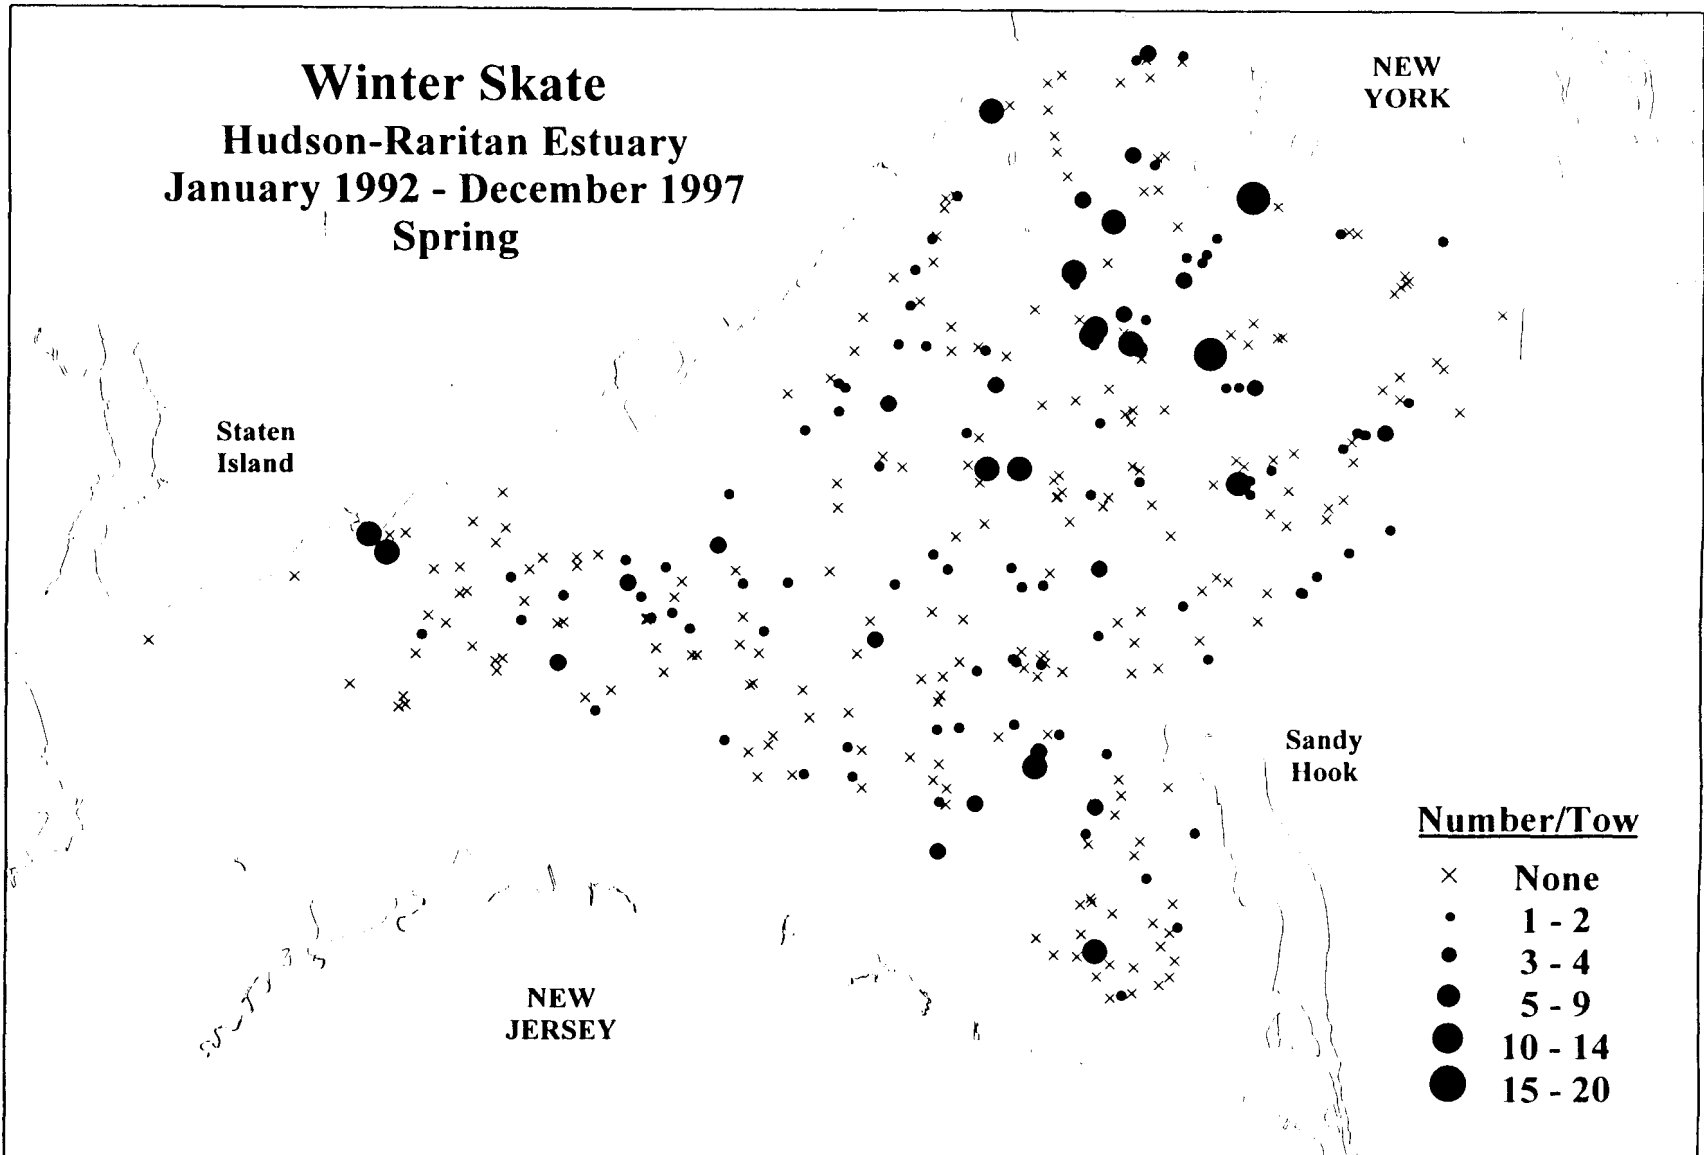 Winter Skate
Hudson-Raritan Estuary
January 1992 - December 1997
Spring
NEW
YORK
Staten
Island
Sandy
Hook
NEW
JERSEY
Number/Tow
× None
1 - 2
3 - 4
5 - 9
10 - 14
15 - 20